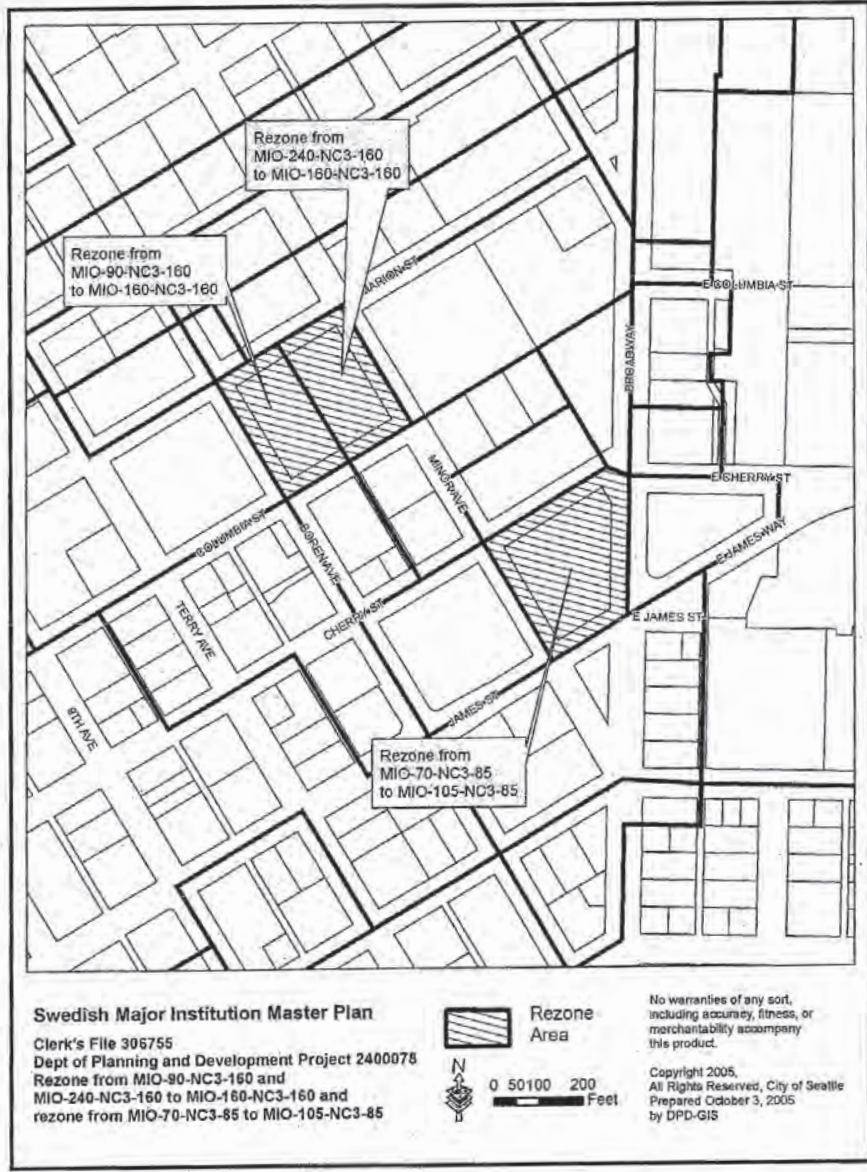 Rezone from
MIO-240-NC3-160
to MIO-160-NC3-160
Rezone from
MIO-90-NC3-160
to MIO-160-NC3-160
E COLUMBIA ST
BROADWAY
MINOR AVE
E CHERRY ST
COLUMBIA ST
BOREN AVE
E JAMES WAY
TERRY AVE
CHERRY ST
E JAMES ST
9TH AVE
JAMES ST
Rezone from
MIO-70-NC3-85
to MIO-105-NC3-85
Swedish Major Institution Master Plan
Clerk's File 306755
Dept of Planning and Development Project 2400078
Rezone from MIO-90-NC3-160 and
MIO-240-NC3-160 to MIO-160-NC3-160 and
rezone from MIO-70-NC3-85 to MIO-105-NC3-85
Rezone
Area
N
0 50 100 200
Feet
No warranties of any sort,
including accuracy, fitness, or
merchantability accompany
this product.
Copyright 2005,
All Rights Reserved, City of Seattle
Prepared October 3, 2005
by DPD-GIS